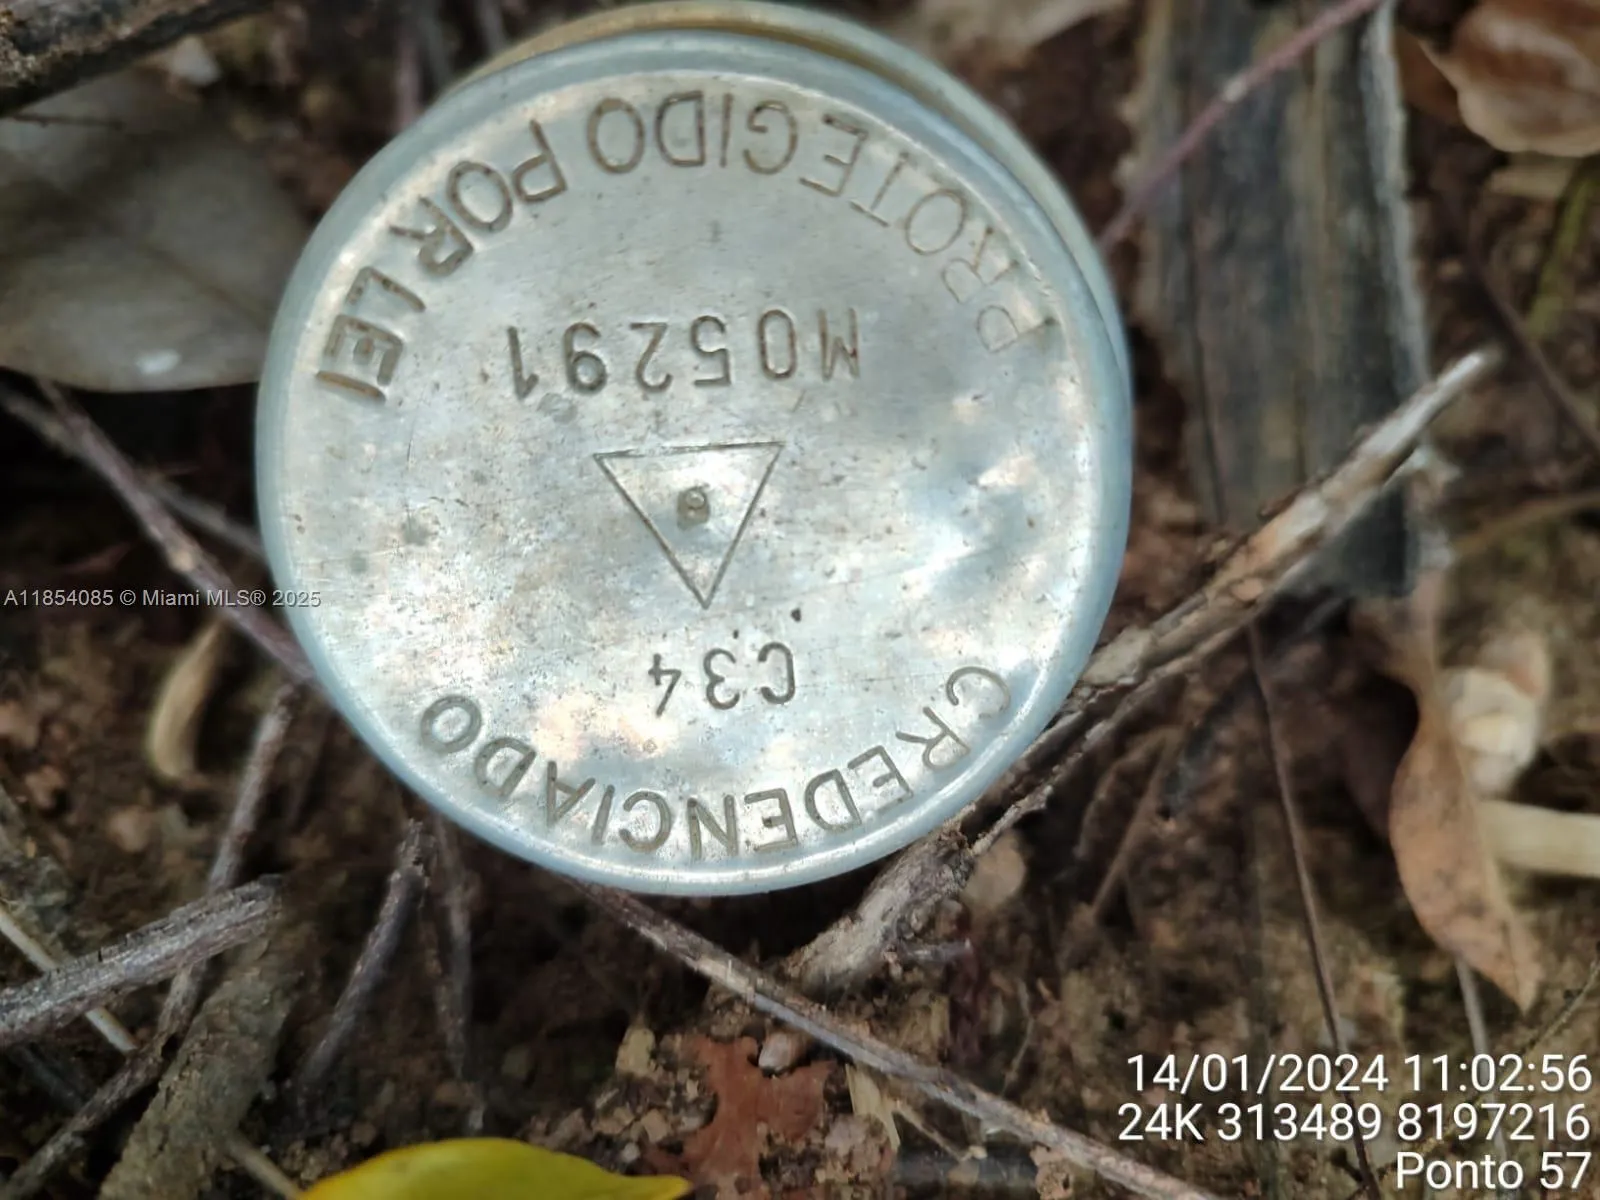 PROTEGIDO POR LEI
M05291
C34
CREDENCIADO
A11854085 © Miami MLS® 2025
14/01/2024 11:02:56
24K 313489 8197216
Ponto 57